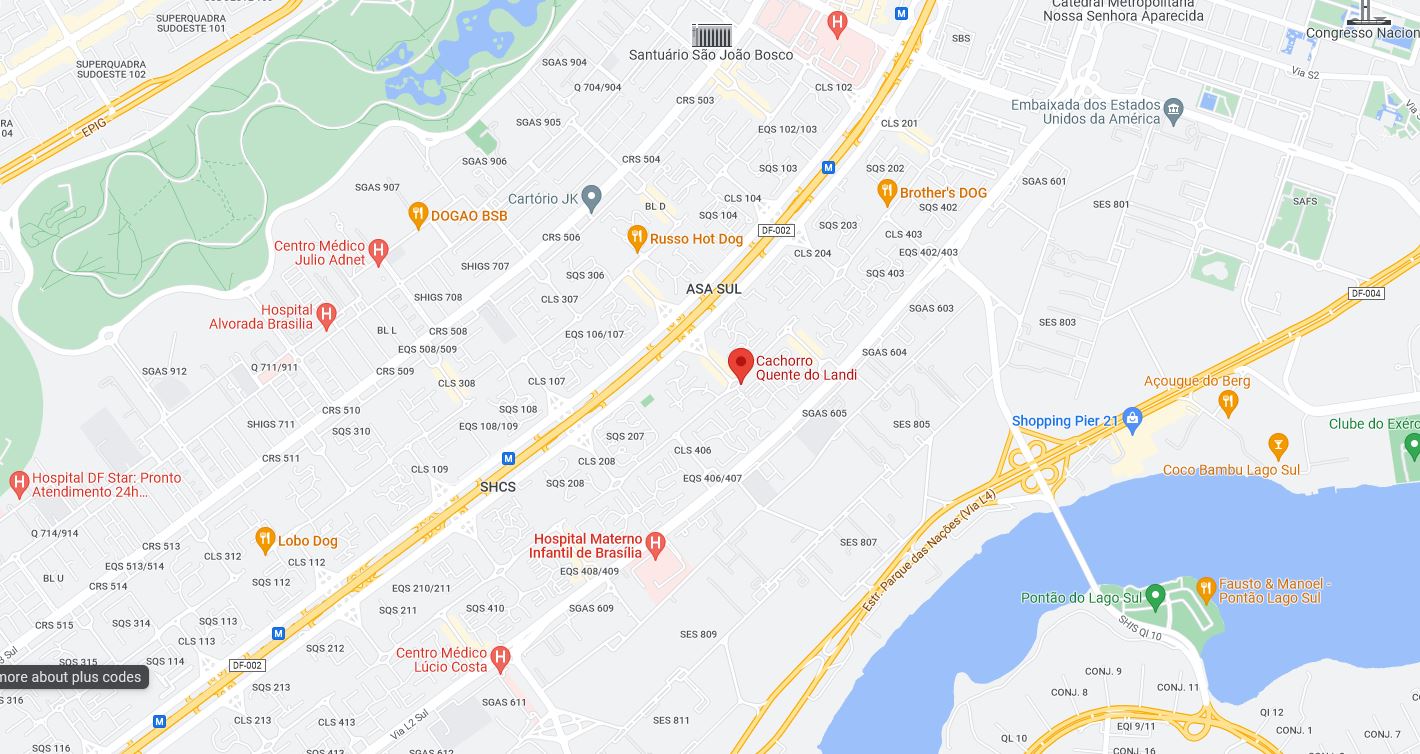 Catedral Metropolitana
Nossa Senhora Aparecida
SUPERQUADRA
SUDOESTE 101
H
M
SBS
Congresso Nacion
Santuário São João Bosco
SGAS 904
SUPERQUADRA
SUDOESTE 102
Via S2
Q 704/904
CLS 102
CRS 503
Embaixada dos Estados
Unidos da América
RA
04
EPIG
SGAS 905
EQS 102/103
CLS 201
SGAS 906
CRS 504
SQS 103
M
SQS 202
SGAS 601
SGAS 907
Cartório JK
CLS 104
Brother's DOG
SES 801
SAFS
BL D
SQS 104
SQS 402
DOGAO BSB
SQS 203
DF-002
CLS 403
CRS 506
Russo Hot Dog
Centro Médico
Julio Adnet
H
CLS 204
EQS 402/403
SHIGS 707
SQS 306
SQS 403
ASA SUL
DF-004
SHIGS 708
CLS 307
SGAS 603
Hospital
Alvorada Brasilia
H
SES 803
BL L
CRS 508
EQS 106/107
EQS 508/509
SGAS 604
Cachorro
Quente do Landi
Q 711/911
SGAS 912
CRS 509
CLS 308
CLS 107
Açougue do Berg
CRS 510
SQS 108
SGAS 605
Shopping Pier 21
SHIGS 711
SQS 310
EQS 108/109
SES 805
Clube do Exérc
SQS 207
CLS 406
CRS 511
M
CLS 208
CLS 109
Coco Bambu Lago Sul
H
Hospital DF Star: Pronto
Atendimento 24h...
SQS 208
EQS 406/407
SHCS
Estr. Parque das Nações (Via L4)
Q 714/914
Lobo Dog
Hospital Materno
Infantil de Brasília
H
SES 807
CRS 513
CLS 312
CLS 112
EQS 513/514
EQS 408/409
BL U
SQS 112
CRS 514
EQS 210/211
Fausto & Manoel -
Pontão Lago Sul
Pontão do Lago Sul
SQS 211
SQS 410
SGAS 609
CRS 515
SQS 314
SQS 113
SHIS QI 10
M
CLS 113
SES 809
SQS 212
Centro Médico
Lúcio Costa
H
SQS 315
SQS 114
DF-002
CONJ. 9
more about plus codes
SQS 213
CONJ. 8
CONJ. 11
S 316
SGAS 611
Via L2 Sul
QI 12
M
CLS 213
CLS 413
SES 811
EQI 9/11
CONJ. 1
CONJ. 7
QL 10
SQS 116
CONJ. 16